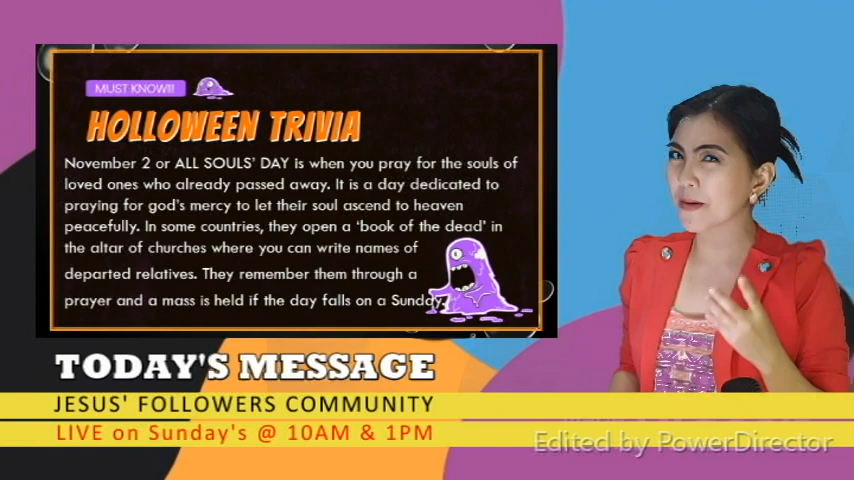 MUST KNOW!!!
HOLLOWEEN TRIVIA
November 2 or ALL SOULS' DAY is when you pray for the souls of
loved ones who already passed away. It is a day dedicated to
praying for god's mercy to let their soul ascend to heaven
peacefully. In some countries, they open a 'book of the dead' in
the altar of churches where you can write names of
departed relatives. They remember them through a
prayer and a mass is held if the day falls on a Sunday.
TODAY'S MESSAGE
JESUS' FOLLOWERS COMMUNITY
LIVE on Sunday's @ 10AM & 1PM
Edited by PowerDirector